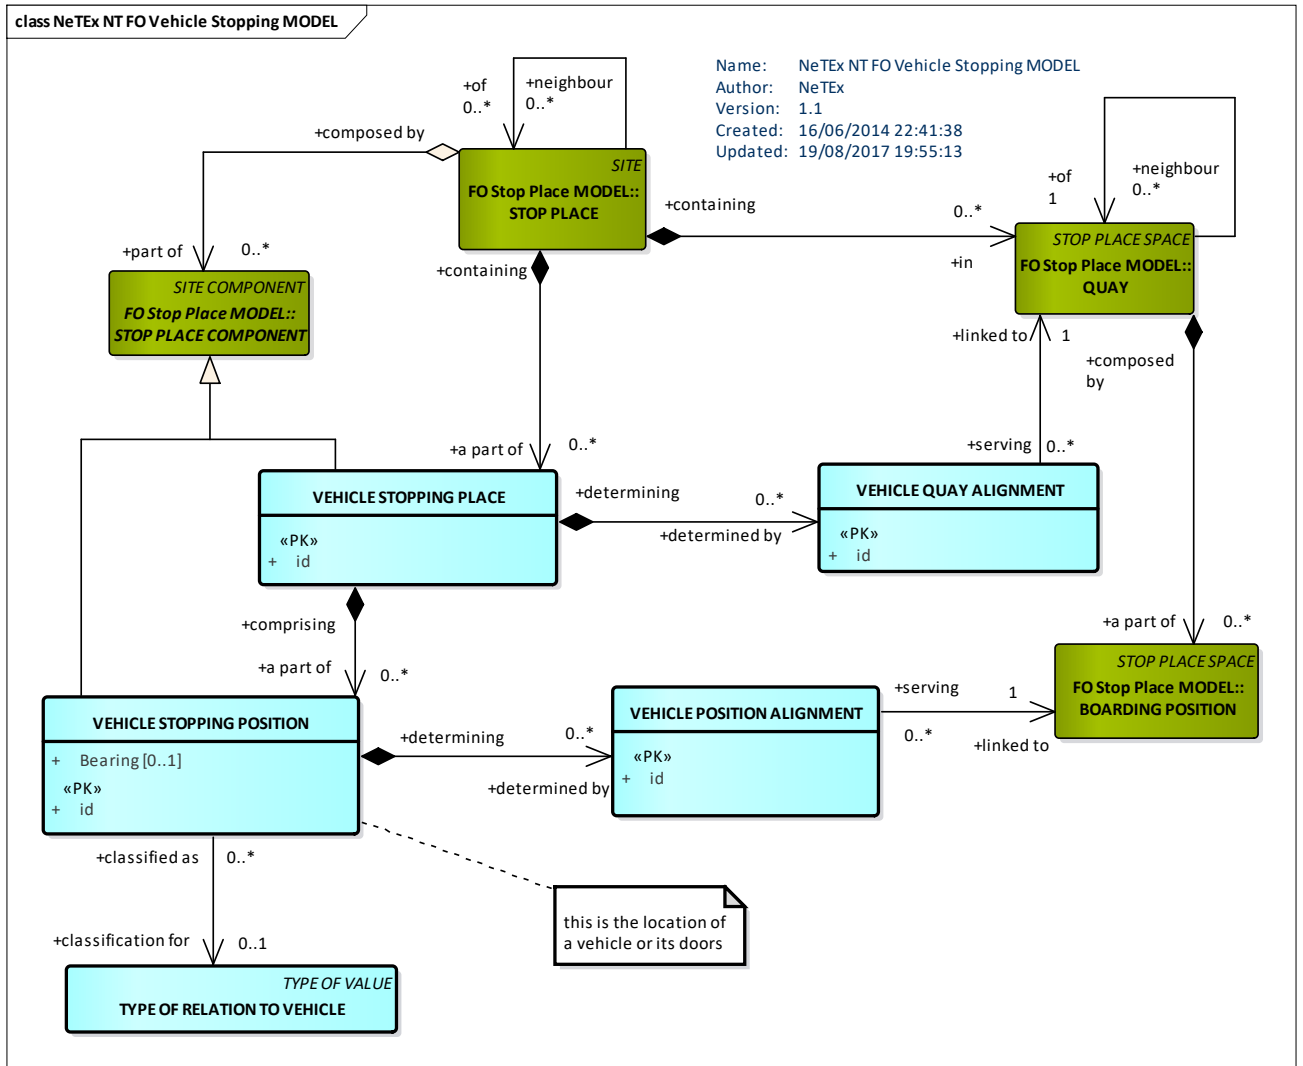 class NeTEx NT FO Vehicle Stopping MODEL
Name: NeTEx NT FO Vehicle Stopping MODEL
Author: NeTEx
Version: 1.1
Created: 16/06/2014 22:41:38
Updated: 19/08/2017 19:55:13
+of
0..*
+neighbour
0..*
+composed by
SITE
FO Stop Place MODEL::
STOP PLACE
+containing
0..*
+in
+of
1
+neighbour
0..*
STOP PLACE SPACE
FO Stop Place MODEL::
QUAY
+part of
0..*
SITE COMPONENT
FO Stop Place MODEL::
STOP PLACE COMPONENT
+containing
+a part of
0..*
+linked to
1
+composed
by
+serving
0..*
VEHICLE STOPPING PLACE
«PK»
+ id
+determining
0..*
+determined by
VEHICLE QUAY ALIGNMENT
«PK»
+ id
+comprising
+a part of
0..*
+a part of
0..*
STOP PLACE SPACE
FO Stop Place MODEL::
BOARDING POSITION
VEHICLE STOPPING POSITION
+ Bearing [0..1]
«PK»
+ id
+determining
0..*
+determined by
VEHICLE POSITION ALIGNMENT
«PK»
+ id
+serving
0..*
1
+linked to
+classified as
0..*
+classification for
0..1
this is the location of
a vehicle or its doors
TYPE OF VALUE
TYPE OF RELATION TO VEHICLE